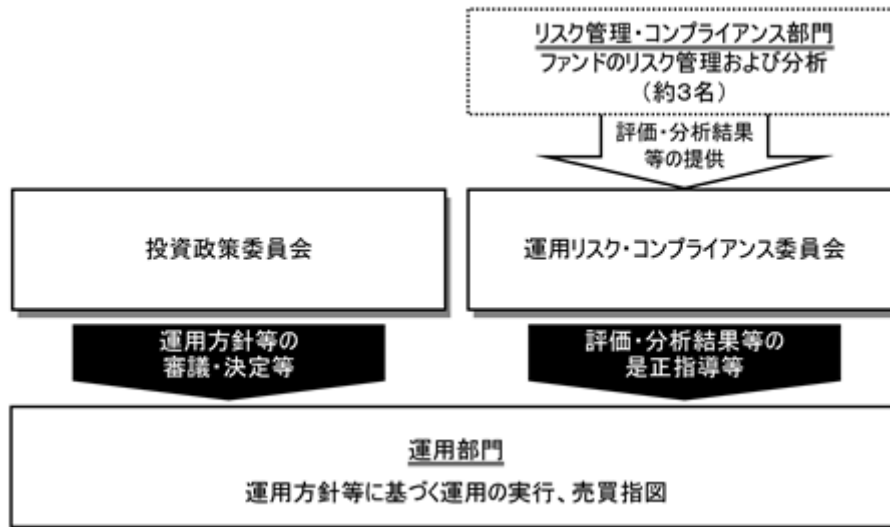 リスク管理・コンプライアンス部門
ファンドのリスク管理および分析
（約３名）
評価・分析結果
等の提供
投資政策委員会
運用リスク・コンプライアンス委員会
運用方針等の
審議・決定等
評価・分析結果等の
是正指導等
運用部門
運用方針等に基づく運用の実行、売買指図